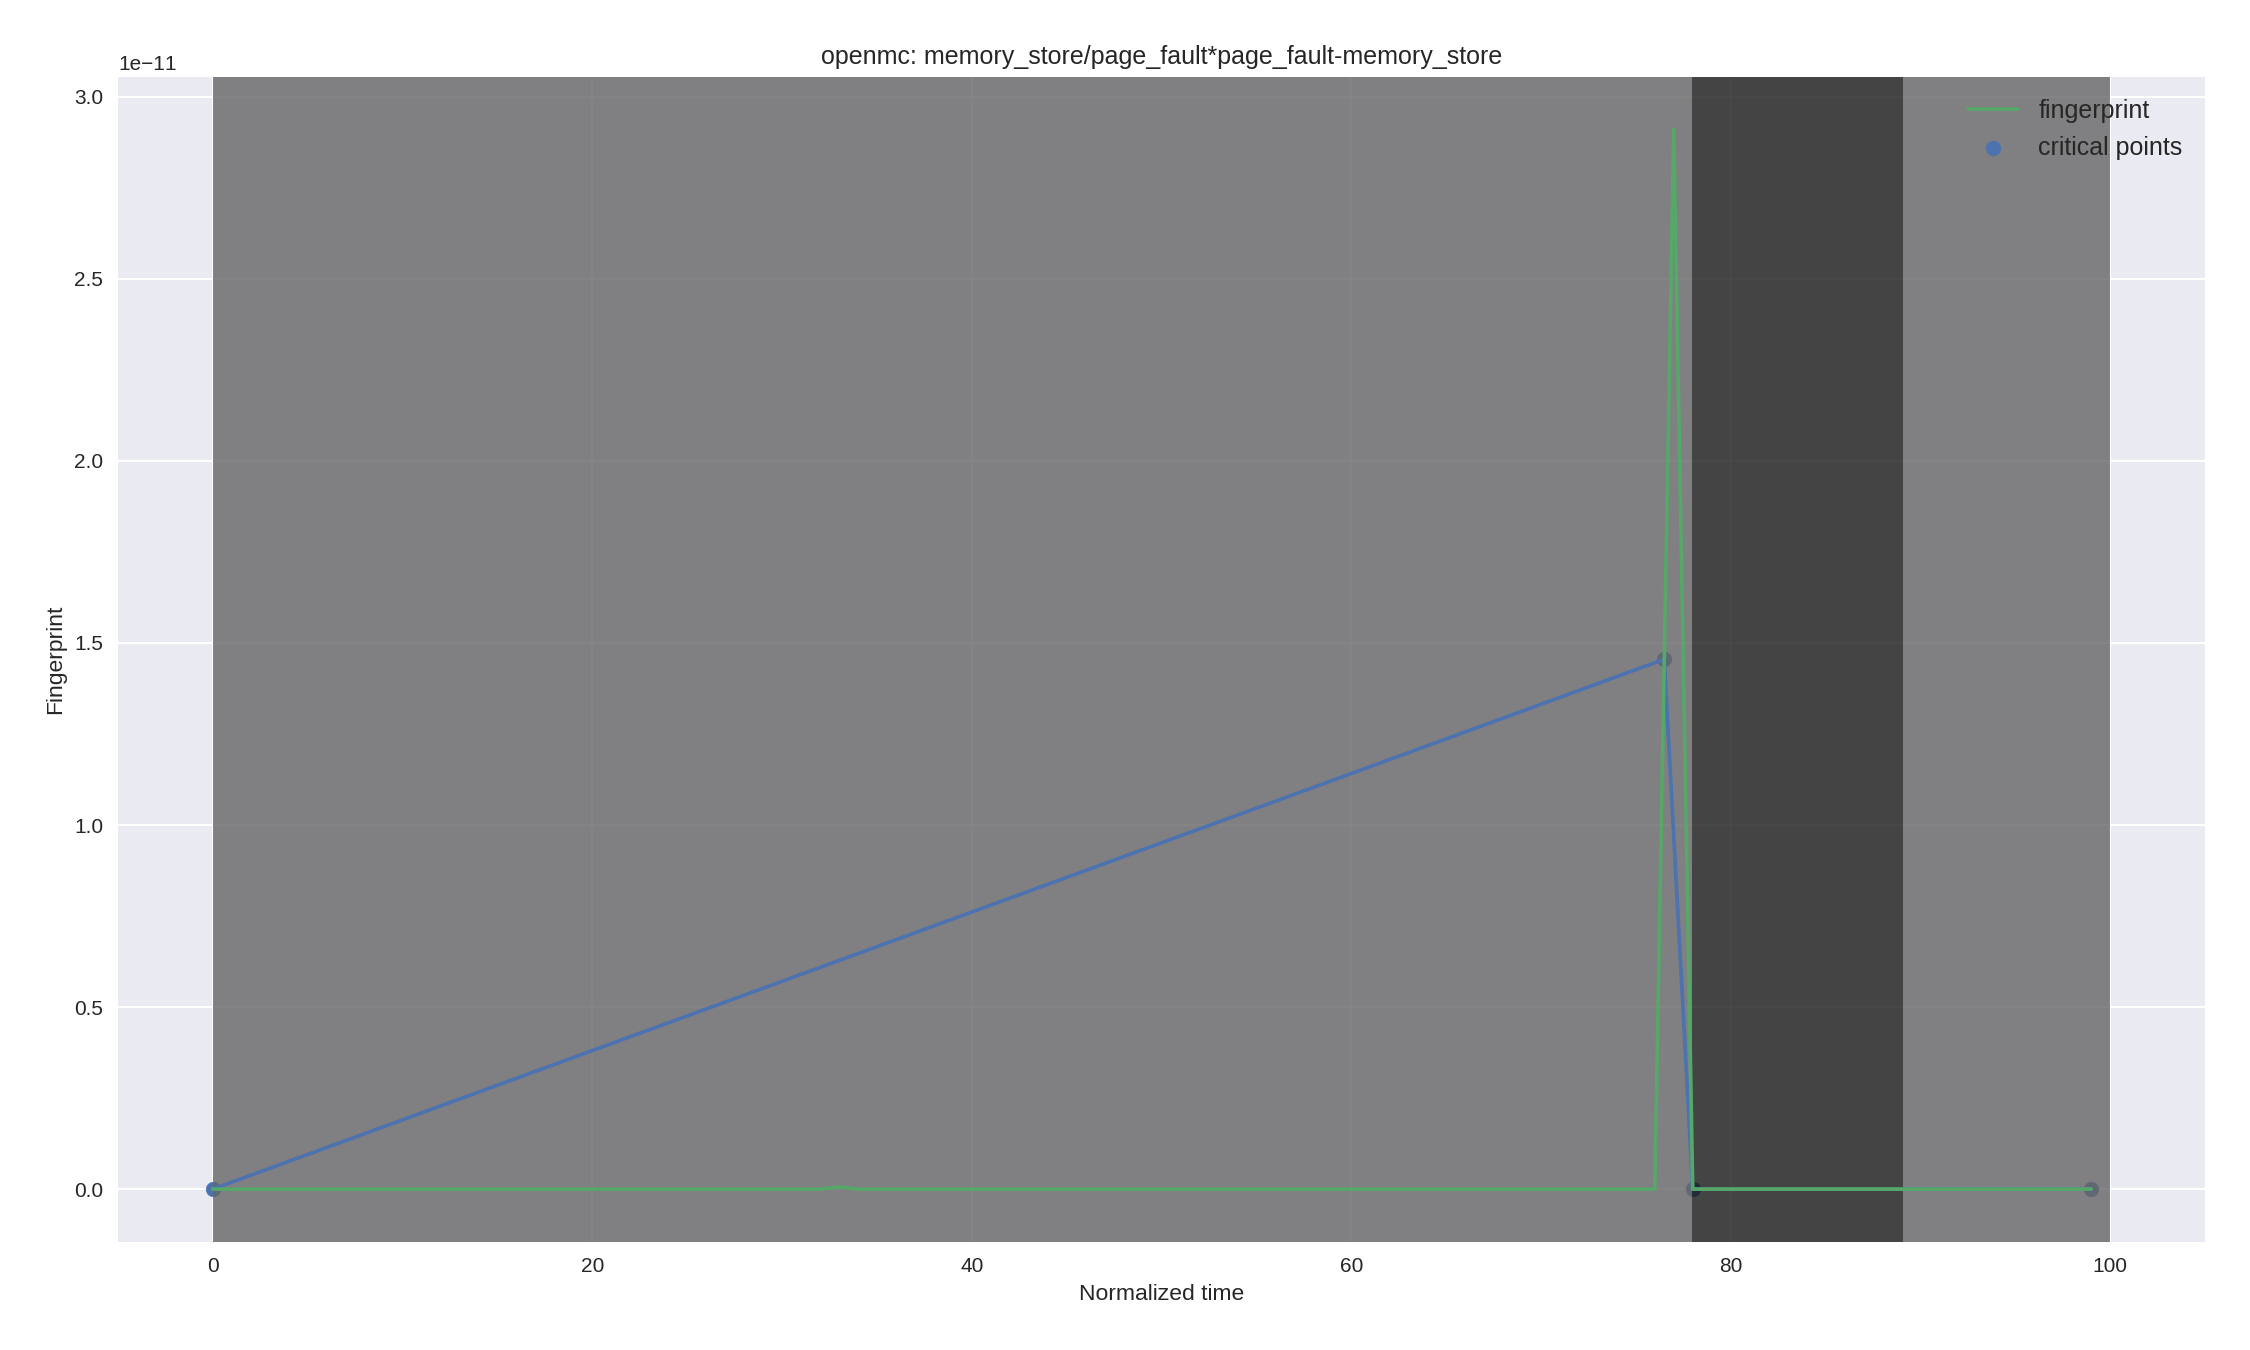 openmc: memory_store/page_fault*page_fault-memory_store
1e−11
3.0
2.5
2.0
1.5
1.0
0.5
0.0
Fingerprint
fingerprint
critical points
0 20 40 60 80 100
Normalized time